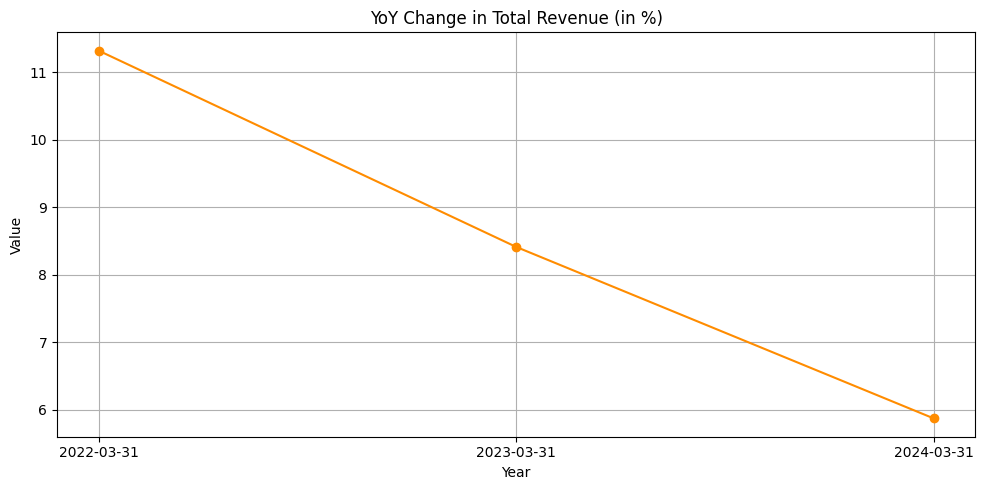 YoY Change in Total Revenue (in %)
11
10
9
8
7
6
Value
2022-03-31 2023-03-31 2024-03-31
Year